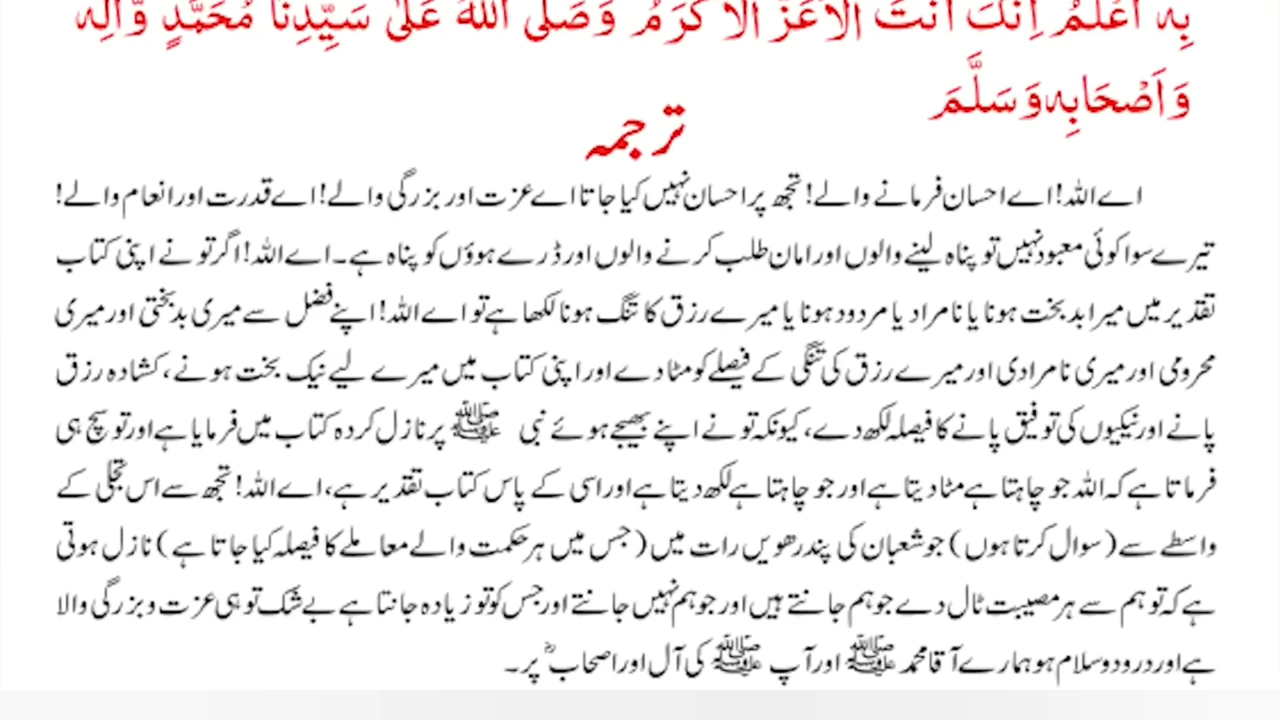 بِهٖ اَعْلَمُ اِنَّكَ اَنْتَ الْاَعَزُّ الْاَكْرَمُ وَصَلَّى اللّٰهُ عَلٰى سَيِّدِنَا مُحَمَّدٍ وَّاٰلِهٖ
وَاَصْحَابِهٖ وَسَلَّمَ
ترجمہ
اے اللہ! اے احسان فرمانے والے! تجھ پر احسان نہیں کیا جاتا اے عزت اور بزرگی والے! اے قدرت اور انعام والے!
تیرے سوا کوئی معبود نہیں تو پناہ لینے والوں اور امان طلب کرنے والوں اور ڈرے ہوؤں کو پناہ ہے۔ اے اللہ! اگر تو نے اپنی کتاب
تقدیر میں میرا بد بخت ہونا یا نامراد یا مردود ہونا یا میرے رزق کا تنگ ہونا لکھا ہے تو اے اللہ! اپنے فضل سے میری بدبختی اور میری
محرومی اور میری نامرادی اور میرے رزق کی تنگی کے فیصلے کو مٹا دے اور اپنی کتاب میں میرے لیے نیک بخت ہونے، کشادہ رزق
پانے اور نیکیوں کی توفیق پانے کا فیصلہ لکھ دے، کیونکہ تو نے اپنے بھیجے ہوئے نبی ﷺ پر نازل کردہ کتاب میں فرمایا ہے اور تو سچ ہی
فرماتا ہے کہ اللہ جو چاہتا ہے مٹا دیتا ہے اور جو چاہتا ہے لکھ دیتا ہے اور اسی کے پاس کتاب تقدیر ہے، اے اللہ! تجھ سے اس تجلی کے
واسطے سے (سوال کرتا ہوں) جو شعبان کی پندرھویں رات میں (جس میں ہر حکمت والے معاملے کا فیصلہ کیا جاتا ہے) نازل ہوتی
ہے کہ تو ہم سے ہر مصیبت ٹال دے جو ہم جانتے ہیں اور جو ہم نہیں جانتے اور جس کو تو زیادہ جانتا ہے بے شک تو ہی عزت و بزرگی والا
ہے اور درود و سلام ہو ہمارے آقا محمد ﷺ اور آپ ﷺ کی آل اور اصحابؓ پر۔